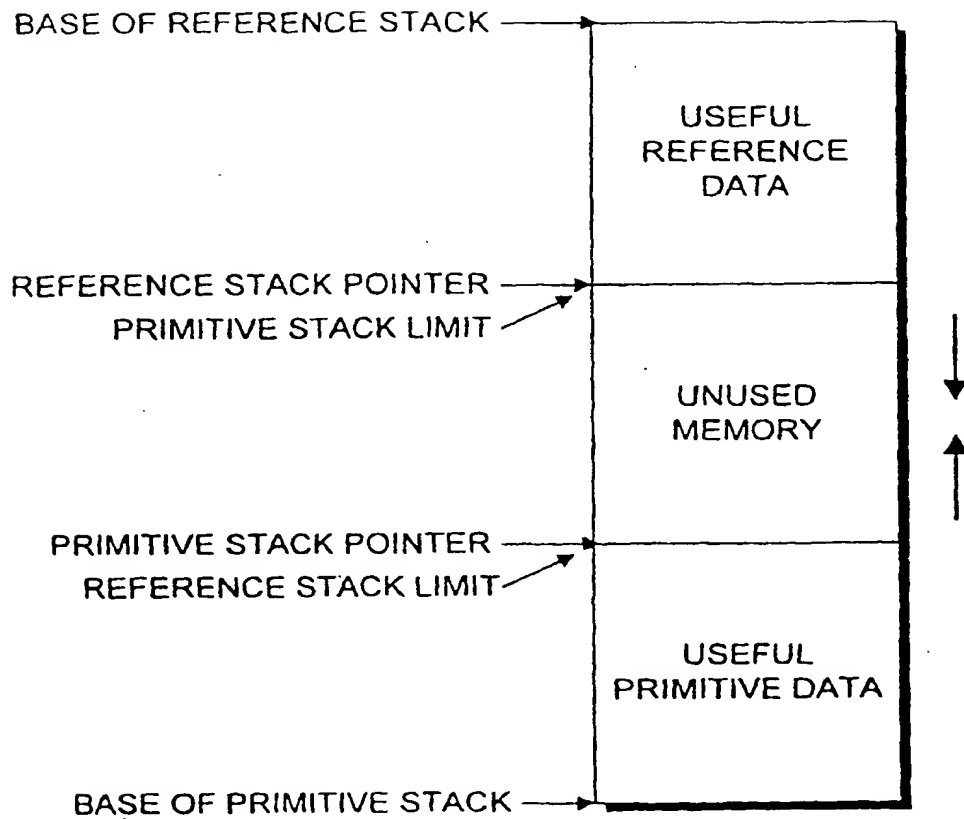 BASE OF REFERENCE STACK
USEFUL
REFERENCE
DATA
REFERENCE STACK POINTER
PRIMITIVE STACK LIMIT
UNUSED
MEMORY
PRIMITIVE STACK POINTER
REFERENCE STACK LIMIT
USEFUL
PRIMITIVE DATA
BASE OF PRIMITIVE STACK